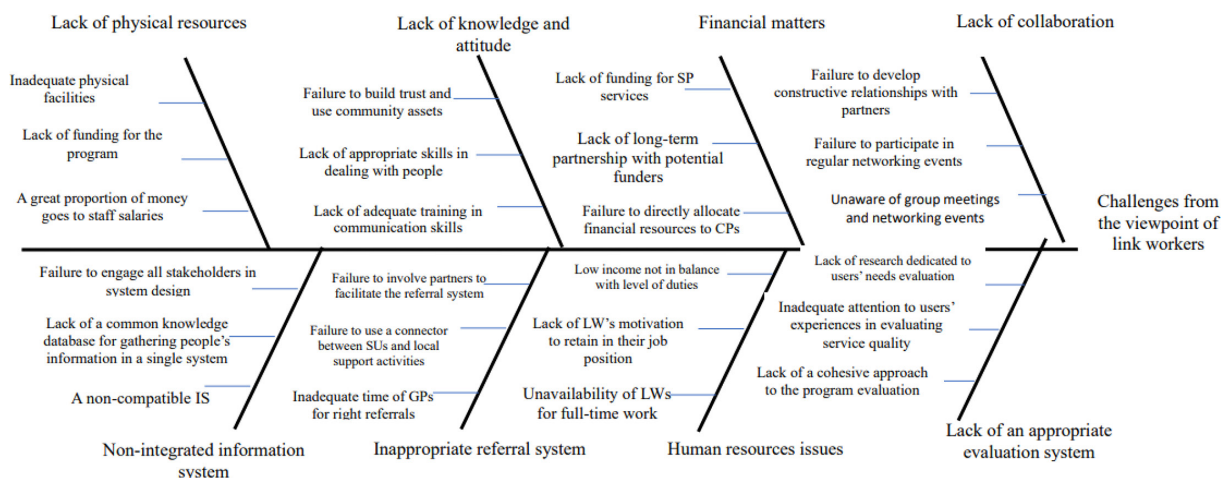 Lack of physical resources
Inadequate physical
facilities
Lack of funding for the
program
A great proportion of money
goes to staff salaries
Lack of knowledge and
attitude
Failure to build trust and
use community assets
Lack of appropriate skills in
dealing with people
Lack of adequate training in
communication skills
Financial matters
Lack of funding for SP
services
Lack of long-term
partnership with potential
funders
Failure to directly allocate
financial resources to CPs
Lack of collaboration
Failure to develop
constructive relationships with
partners
Failure to participate in
regular networking events
Unaware of group meetings
and networking events
Challenges from
the viewpoint of
link workers
Failure to engage all stakeholders in
system design
Lack of a common knowledge
database for gathering people's
information in a single system
A non-compatible IS
Non-integrated information
system
Failure to involve partners to
facilitate the referral system
Failure to use a connector
between SUs and local
support activities
Inadequate time of GPs
for right referrals
Inappropriate referral system
Low income not in balance
with level of duties
Lack of LW's motivation
to retain in their job
position
Unavailability of LWs
for full-time work
Human resources issues
Lack of research dedicated to
users' needs evaluation
Inadequate attention to users'
experiences in evaluating
service quality
Lack of a cohesive approach
to the program evaluation
Lack of an appropriate
evaluation system